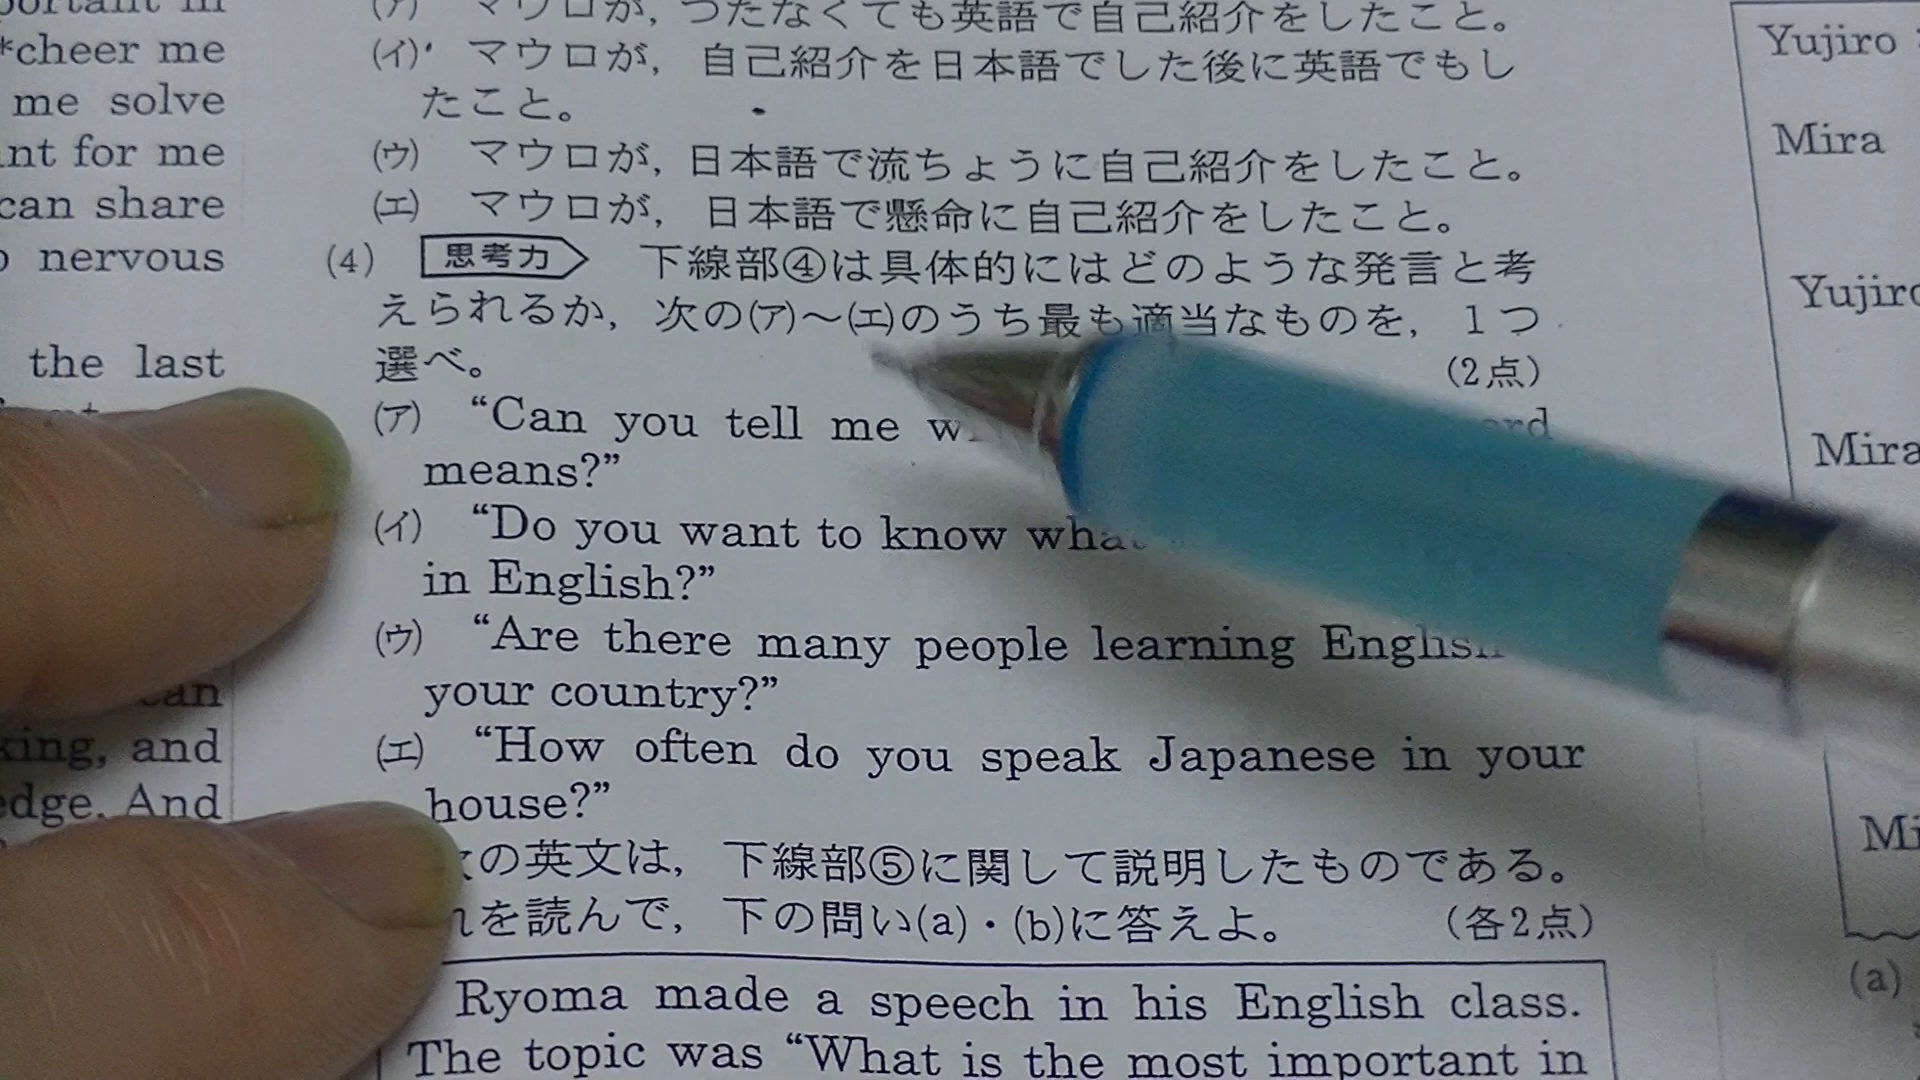 *cheer me
me solve
for me
can share
nervous
the last
can
and
And
(ア) マウロが，つたなくても英語で自己紹介をしたこと。
(イ) マウロが，自己紹介を日本語でした後に英語でもし
たこと。
(ウ) マウロが，日本語で流ちょうに自己紹介をしたこと。
(エ) マウロが，日本語で懸命に自己紹介をしたこと。
(4) 思考力 下線部④は具体的にはどのような発言と考
えられるか，次の(ア)～(エ)のうち最も適当なものを，1つ
選べ。 (2点)
(ア) “Can you tell me
means?”
(イ) “Do you want to know what
in English?”
(ウ) “Are there many people learning English
your country?”
(エ) “How often do you speak Japanese in your
house?”
の英文は，下線部⑤に関して説明したものである。
を読んで，下の問い(a)・(b)に答えよ。 (各2点)
Ryoma made a speech in his English class.
The topic was “What is the most important in
Yujiro
Mira
Yujiro
Mira
(a)